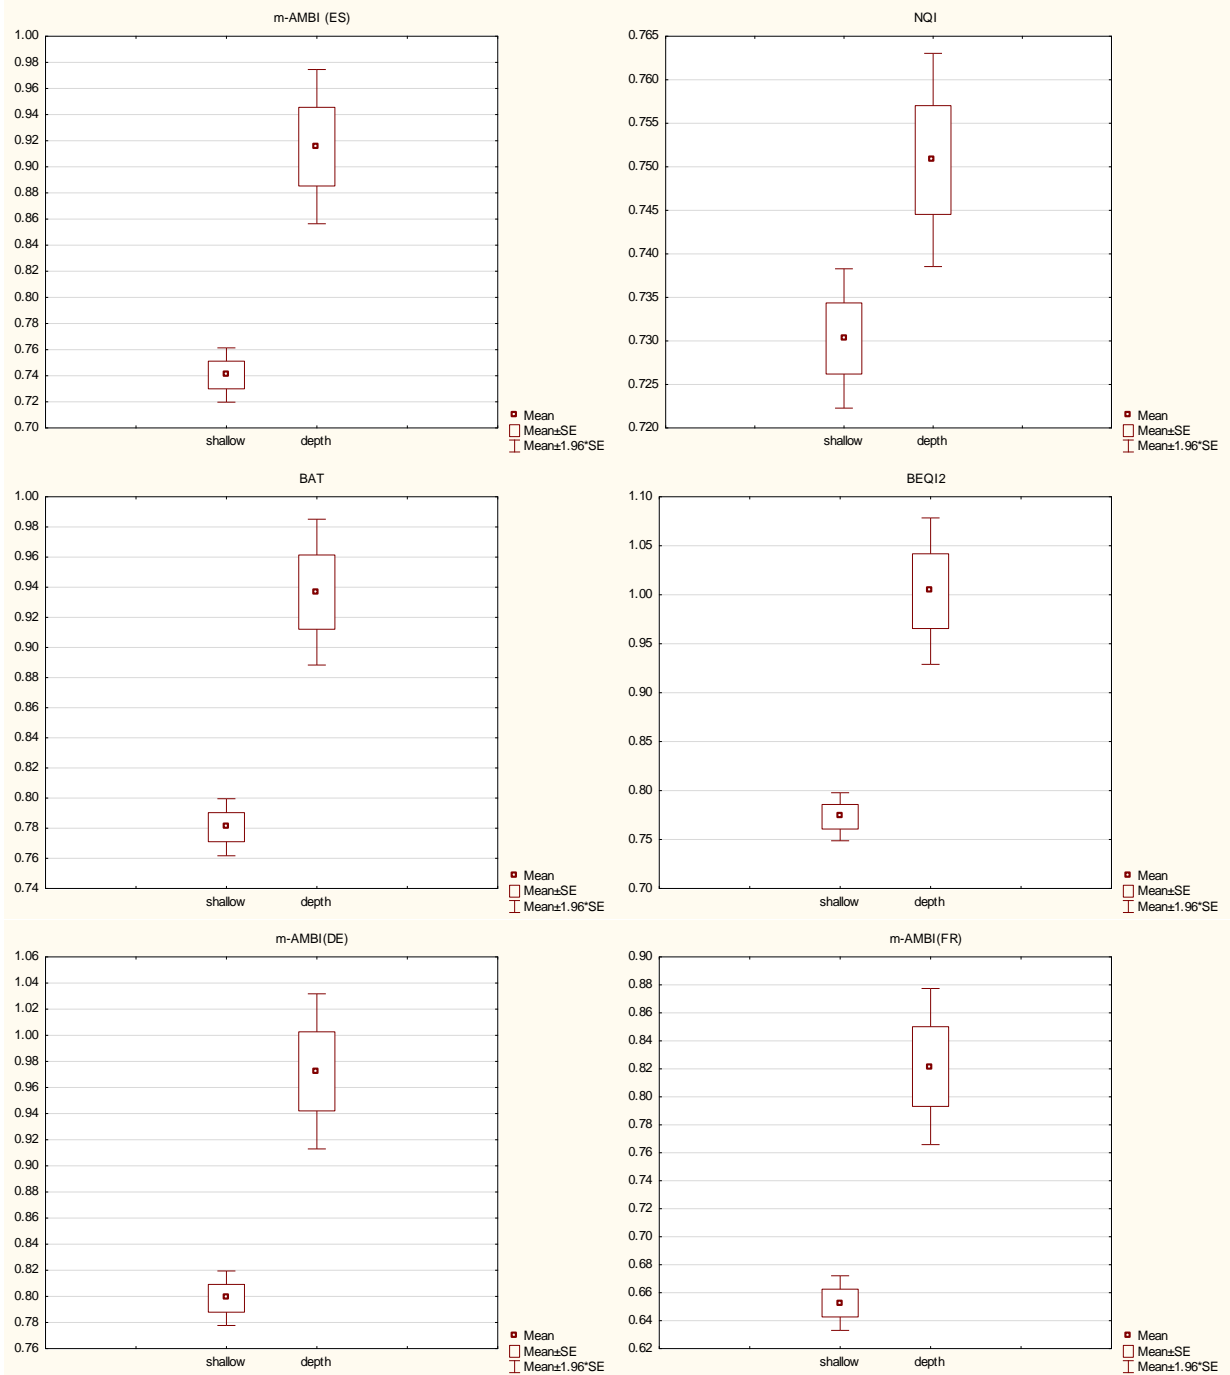 m-AMBI (ES)
1.00
0.98
0.96
0.94
0.92
0.90
0.88
0.86
0.84
0.82
0.80
0.78
0.76
0.74
0.72
0.70
shallow depth
Mean
Mean±SE
Mean±1.96*SE
NQI
0.765
0.760
0.755
0.750
0.745
0.740
0.735
0.730
0.725
0.720
shallow depth
Mean
Mean±SE
Mean±1.96*SE
BAT
1.00
0.98
0.96
0.94
0.92
0.90
0.88
0.86
0.84
0.82
0.80
0.78
0.76
0.74
shallow depth
Mean
Mean±SE
Mean±1.96*SE
BEQI2
1.10
1.05
1.00
0.95
0.90
0.85
0.80
0.75
0.70
shallow depth
Mean
Mean±SE
Mean±1.96*SE
m-AMBI(DE)
1.06
1.04
1.02
1.00
0.98
0.96
0.94
0.92
0.90
0.88
0.86
0.84
0.82
0.80
0.78
0.76
shallow depth
Mean
Mean±SE
Mean±1.96*SE
m-AMBI(FR)
0.90
0.88
0.86
0.84
0.82
0.80
0.78
0.76
0.74
0.72
0.70
0.68
0.66
0.64
0.62
shallow depth
Mean
Mean±SE
Mean±1.96*SE